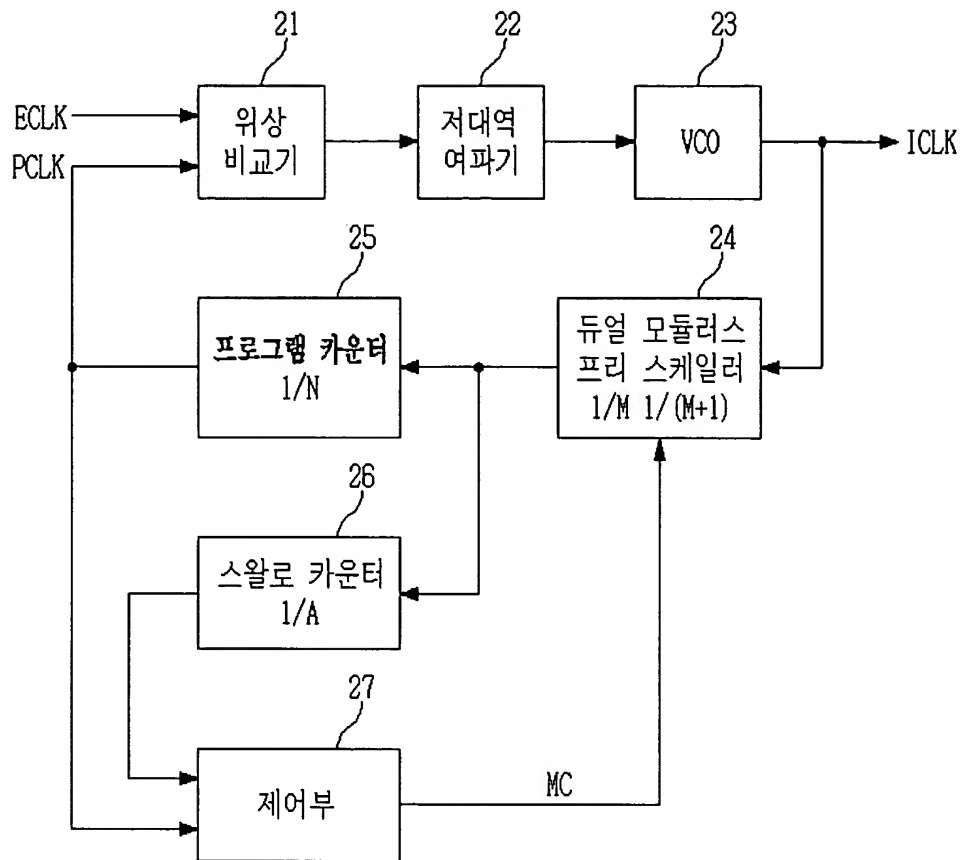 21
22
23
ECLK
PCLK
위상
비교기
저대역
여파기
VCO
ICLK
25
24
프로그램 카운터
1/N
듀얼 모듈러스
프리 스케일러
1/M 1/(M+1)
26
스왈로 카운터
1/A
27
제어부
MC